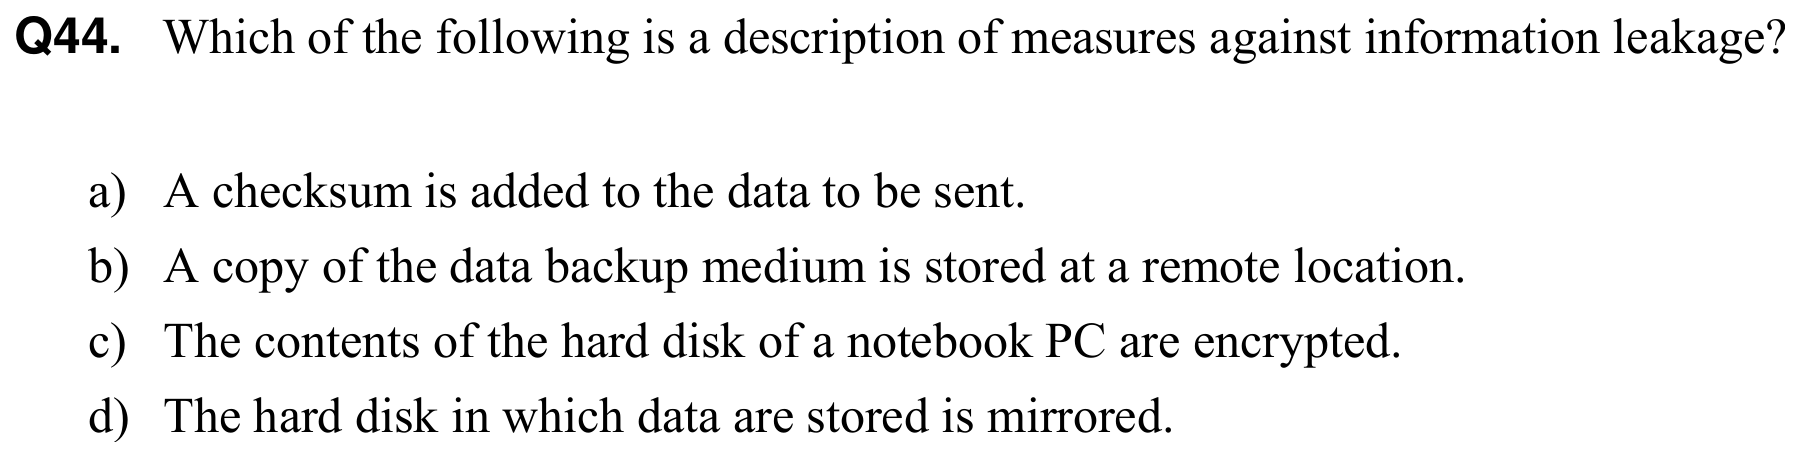 Q44. Which of the following is a description of measures against information leakage?
a) A checksum is added to the data to be sent.
b) A copy of the data backup medium is stored at a remote location.
c) The contents of the hard disk of a notebook PC are encrypted.
d) The hard disk in which data are stored is mirrored.